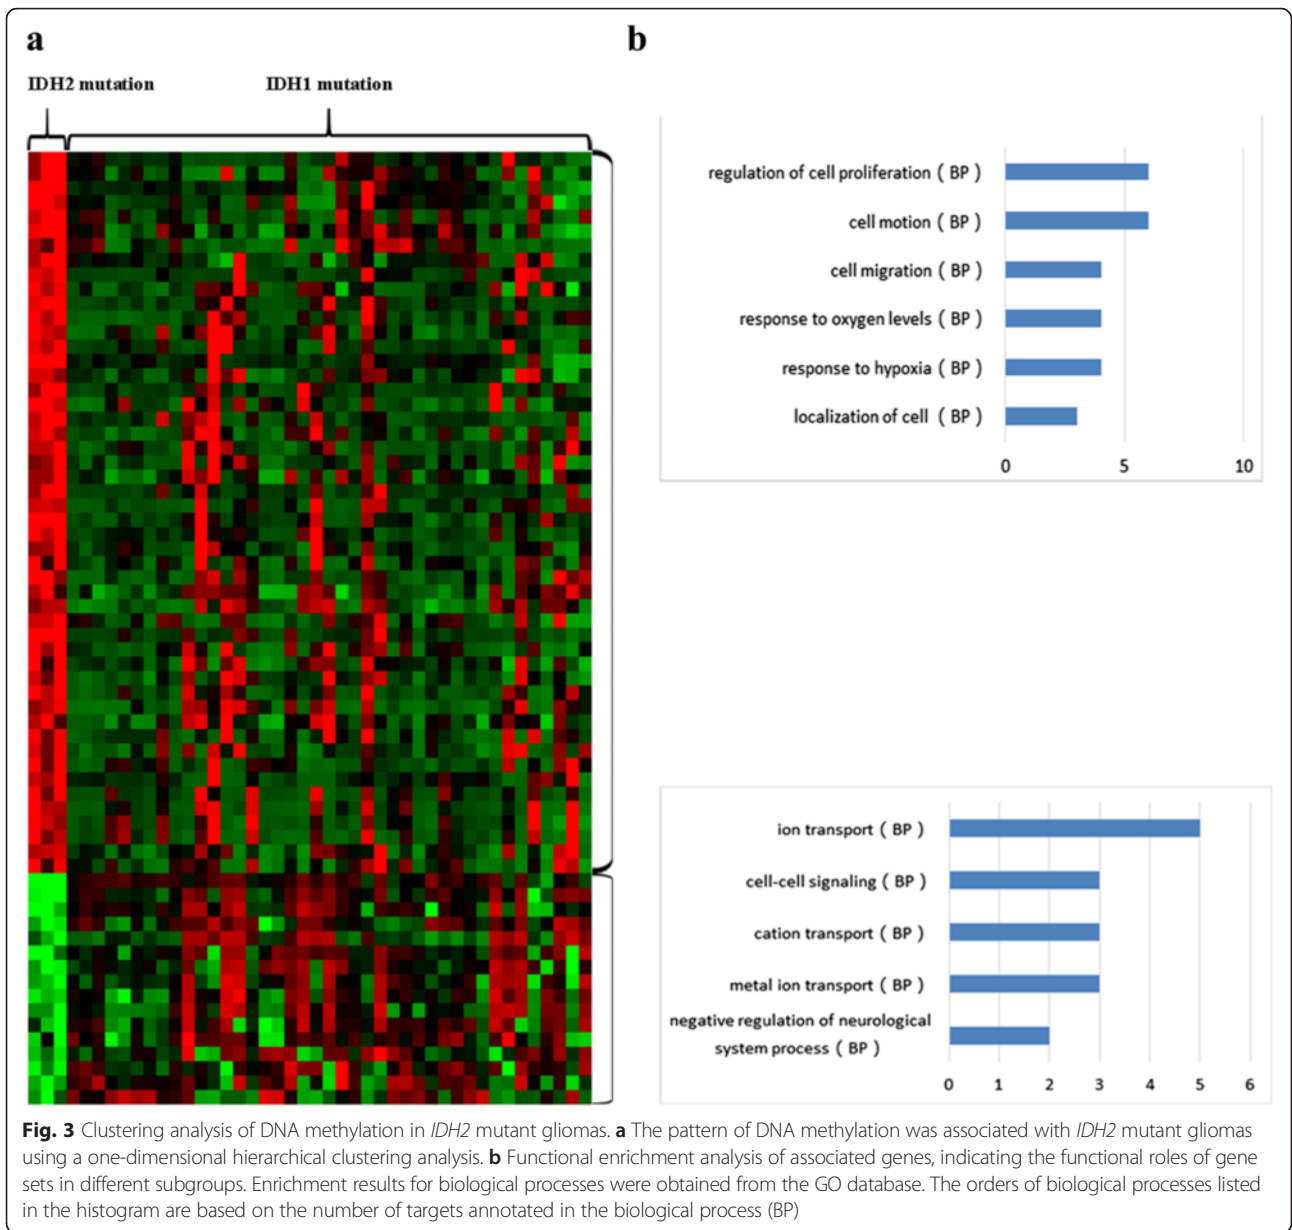 a
b
IDH2 mutation
IDH1 mutation
regulation of cell proliferation ( BP )
cell motion ( BP )
cell migration ( BP )
response to oxygen levels ( BP )
response to hypoxia ( BP )
localization of cell ( BP )
0 5 10
ion transport ( BP )
cell-cell signaling ( BP )
cation transport ( BP )
metal ion transport ( BP )
negative regulation of neurological
system process ( BP )
0 1 2 3 4 5 6
Fig. 3 Clustering analysis of DNA methylation in IDH2 mutant gliomas. a The pattern of DNA methylation was associated with IDH2 mutant gliomas
using a one-dimensional hierarchical clustering analysis. b Functional enrichment analysis of associated genes, indicating the functional roles of gene
sets in different subgroups. Enrichment results for biological processes were obtained from the GO database. The orders of biological processes listed
in the histogram are based on the number of targets annotated in the biological process (BP)